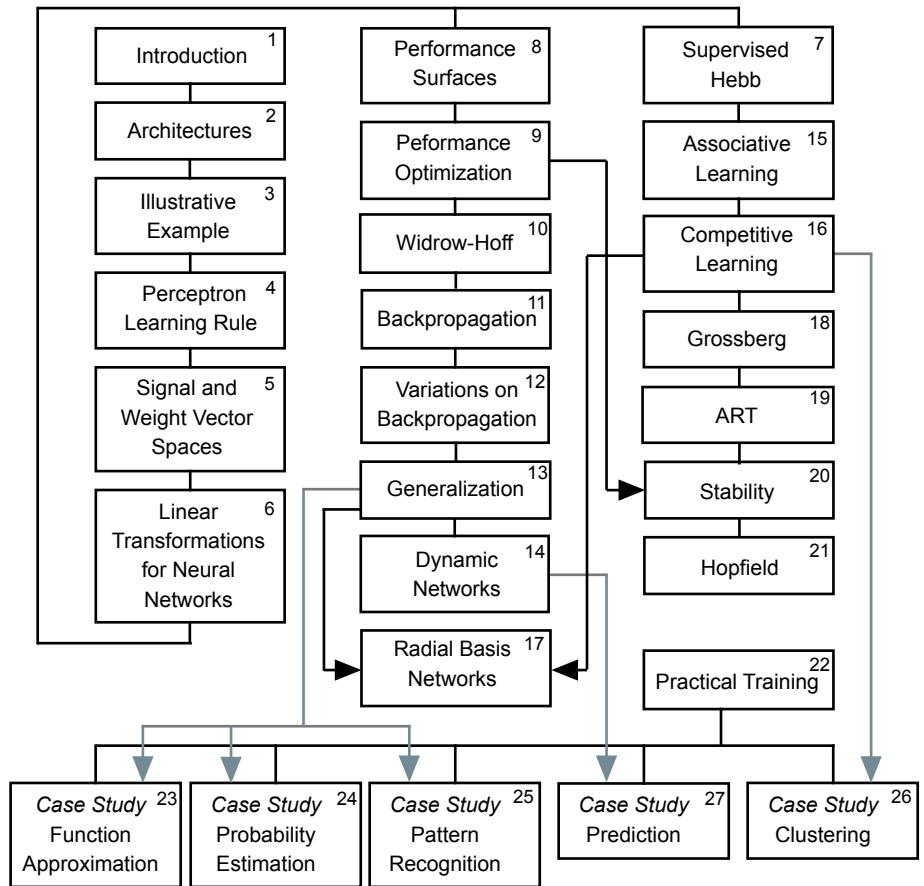 1
Introduction
2
Architectures
3
Illustrative
Example
4
Perceptron
Learning Rule
5
Signal and
Weight Vector
Spaces
6
Linear
Transformations
for Neural
Networks
8
Performance
Surfaces
9
Peformance
Optimization
10
Widrow-Hoff
11
Backpropagation
12
Variations on
Backpropagation
13
Generalization
14
Dynamic
Networks
17
Radial Basis
Networks
7
Supervised
Hebb
15
Associative
Learning
16
Competitive
Learning
18
Grossberg
19
ART
20
Stability
21
Hopfield
22
Practical Training
Case Study 23
Function
Approximation
Case Study 24
Probability
Estimation
Case Study 25
Pattern
Recognition
Case Study 27
Prediction
Case Study 26
Clustering